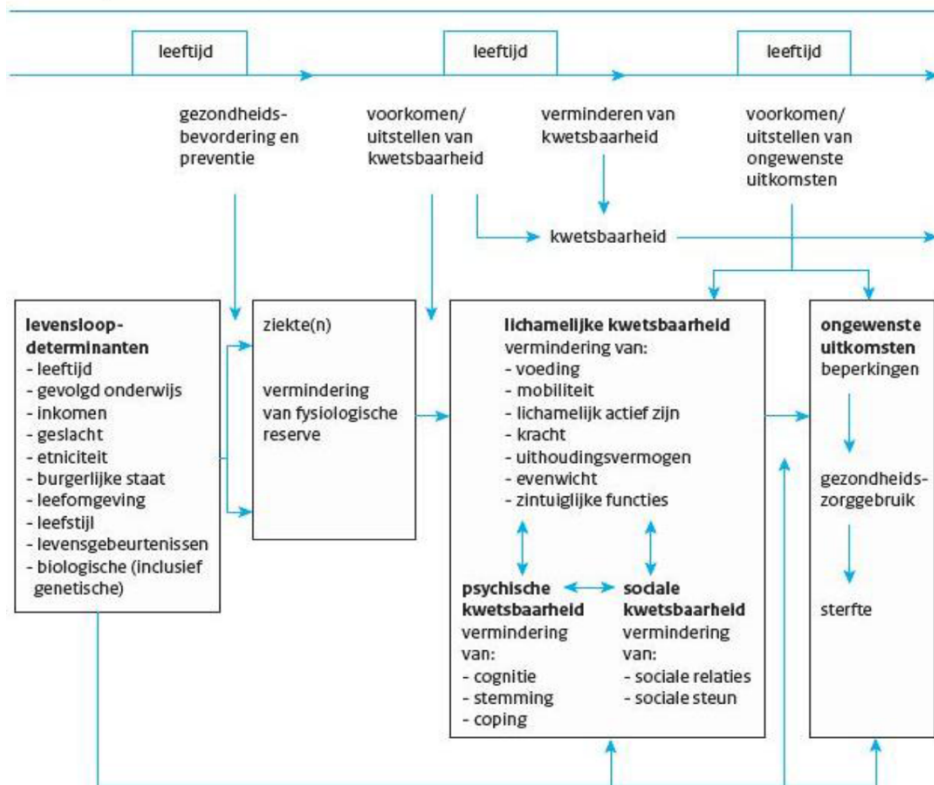 leeftijd
leeftijd
leeftijd
gezondheids-
bevordering en
preventie
voorkomen/
uitstellen van
kwetsbaarheid
verminderen van
kwetsbaarheid
voorkomen/
uitstellen van
ongewenste
uitkomsten
kwetsbaarheid
levensloop-
determinanten
- leeftijd
- gevolgd onderwijs
- inkomen
- geslacht
- etniciteit
- burgerlijke staat
- leefomgeving
- leefstijl
- levensgebeurtenissen
- biologische (inclusief
genetische)
ziekte(n)
vermindering
van fysiologische
reserve
lichamelijke kwetsbaarheid
vermindering van:
- voeding
- mobiliteit
- lichamelijk actief zijn
- kracht
- uithoudingsvermogen
- evenwicht
- zintuiglijke functies
psychische
kwetsbaarheid
vermindering
van:
- cognitie
- stemming
- coping
sociale
kwetsbaarheid
vermindering
van:
- sociale relaties
- sociale steun
ongewenste
uitkomsten
beperkingen
gezondheids-
zorggebruik
sterfte